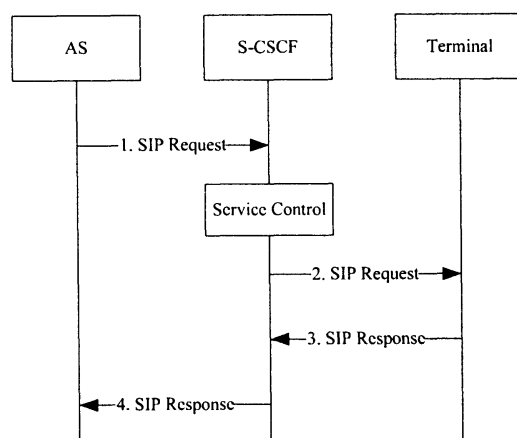 AS
S-CSCF
Terminal
1. SIP Request
Service Control
2. SIP Request
3. SIP Response
4. SIP Response